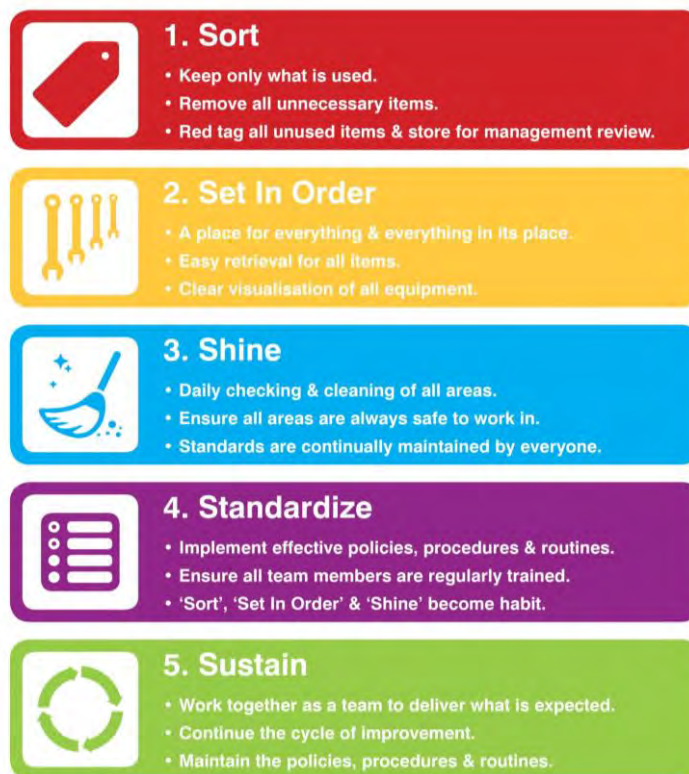 1. Sort
• Keep only what is used.
• Remove all unnecessary items.
• Red tag all unused items & store for management review.
2. Set In Order
• A place for everything & everything in its place.
• Easy retrieval for all items.
• Clear visualisation of all equipment.
3. Shine
• Daily checking & cleaning of all areas.
• Ensure all areas are always safe to work in.
• Standards are continually maintained by everyone.
4. Standardize
• Implement effective policies, procedures & routines.
• Ensure all team members are regularly trained.
• ‘Sort’, ‘Set In Order’ & ‘Shine’ become habit.
5. Sustain
• Work together as a team to deliver what is expected.
• Continue the cycle of improvement.
• Maintain the policies, procedures & routines.